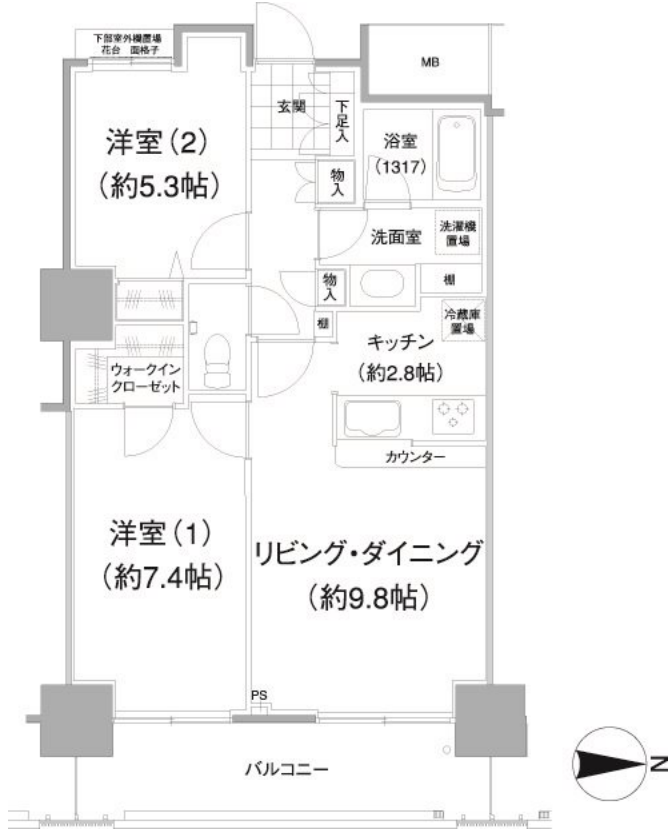 下部室外機置場
花台 面格子
MB
玄関
下足入
浴室
(1317)
洋室(2)
(約5.3帖)
物入
洗面室
洗濯機
置場
物入
棚
棚
冷蔵庫
置場
キッチン
(約2.8帖)
ウォークイン
クローゼット
カウンター
洋室(1)
(約7.4帖)
リビング・ダイニング
(約9.8帖)
PS
バルコニー
N